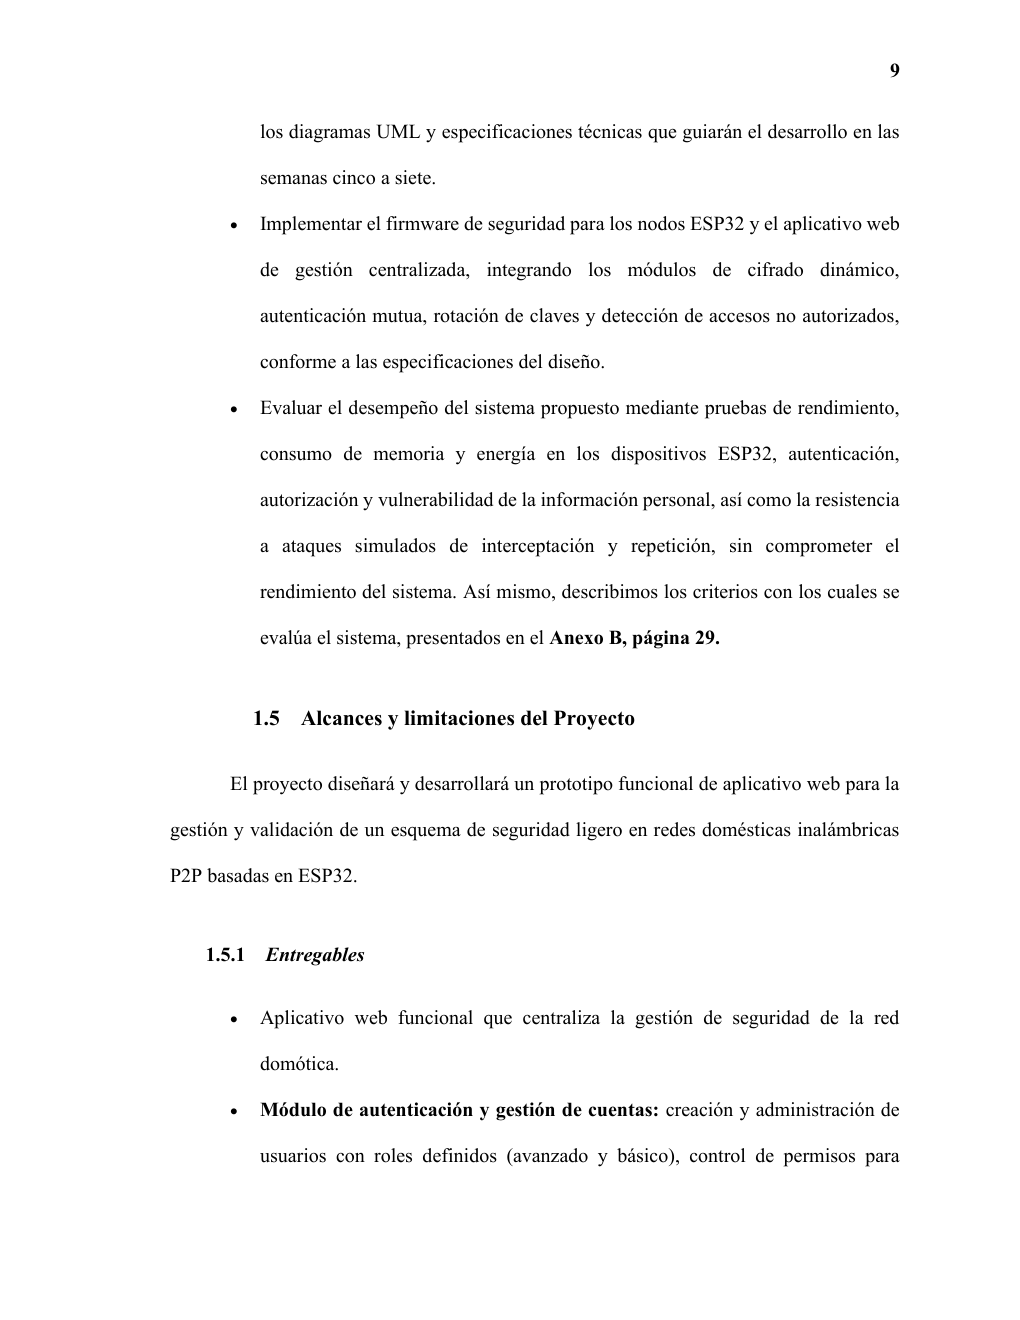 9
los diagramas UML y especificaciones técnicas que guiarán el desarrollo en las
semanas cinco a siete.
• Implementar el firmware de seguridad para los nodos ESP32 y el aplicativo web
de gestión centralizada, integrando los módulos de cifrado dinámico,
autenticación mutua, rotación de claves y detección de accesos no autorizados,
conforme a las especificaciones del diseño.
• Evaluar el desempeño del sistema propuesto mediante pruebas de rendimiento,
consumo de memoria y energía en los dispositivos ESP32, autenticación,
autorización y vulnerabilidad de la información personal, así como la resistencia
a ataques simulados de interceptación y repetición, sin comprometer el
rendimiento del sistema. Así mismo, describimos los criterios con los cuales se
evalúa el sistema, presentados en el Anexo B, página 29.
1.5 Alcances y limitaciones del Proyecto
El proyecto diseñará y desarrollará un prototipo funcional de aplicativo web para la
gestión y validación de un esquema de seguridad ligero en redes domésticas inalámbricas
P2P basadas en ESP32.
1.5.1 Entregables
• Aplicativo web funcional que centraliza la gestión de seguridad de la red
domótica.
• Módulo de autenticación y gestión de cuentas: creación y administración de
usuarios con roles definidos (avanzado y básico), control de permisos para